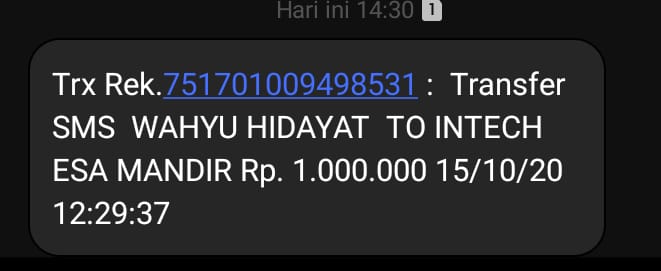 Hari ini 14:30 1
Trx Rek.751701009498531 : Transfer
SMS WAHYU HIDAYAT TO INTECH
ESA MANDIR Rp. 1.000.000 15/10/20
12:29:37